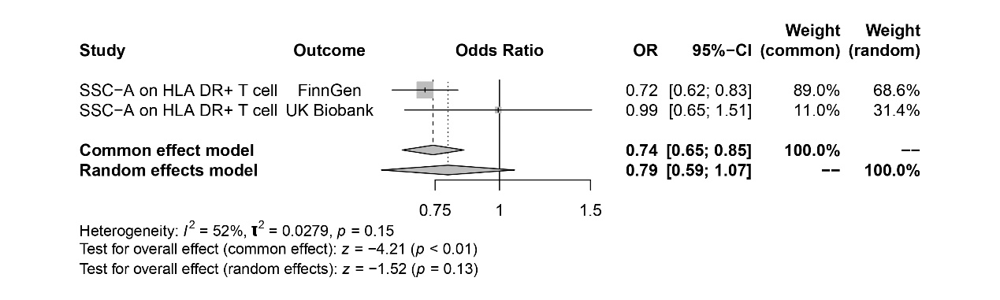 Weight Weight
Study Outcome Odds Ratio OR 95%−CI (common) (random)
SSC−A on HLA DR+ T cell FinnGen 0.72 [0.62; 0.83] 89.0% 68.6%
SSC−A on HLA DR+ T cell UK Biobank 0.99 [0.65; 1.51] 11.0% 31.4%
Common effect model 0.74 [0.65; 0.85] 100.0% −−
Random effects model 0.79 [0.59; 1.07] −− 100.0%
0.75 1 1.5
Heterogeneity: I² = 52%, τ² = 0.0279, p = 0.15
Test for overall effect (common effect): z = −4.21 (p < 0.01)
Test for overall effect (random effects): z = −1.52 (p = 0.13)